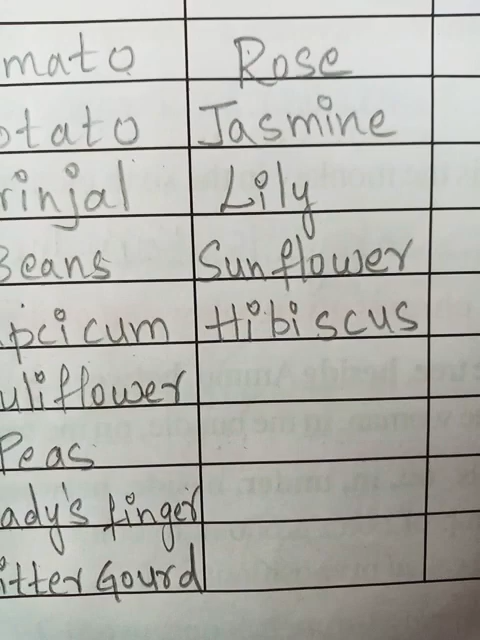 mato Rose
otato Jasmine
rinjal Lily
Beans Sunflower
pcicum Hibiscus
uliflower
Peas
ady's finger
itter Gourd